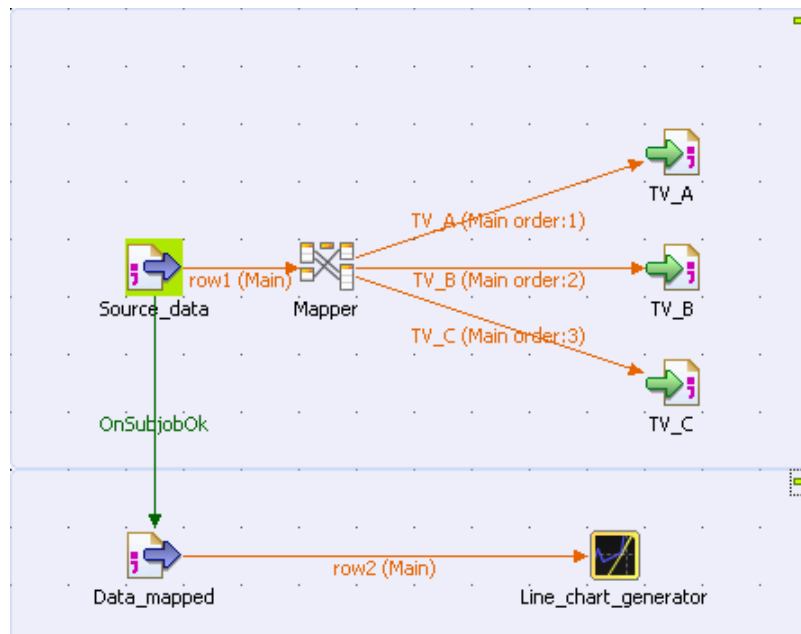 TV_A
TV_A (Main order:1)
row1 (Main)
TV_B (Main order:2)
Source_data
Mapper
TV_B
TV_C (Main order:3)
TV_C
OnSubjobOk
row2 (Main)
Data_mapped
Line_chart_generator